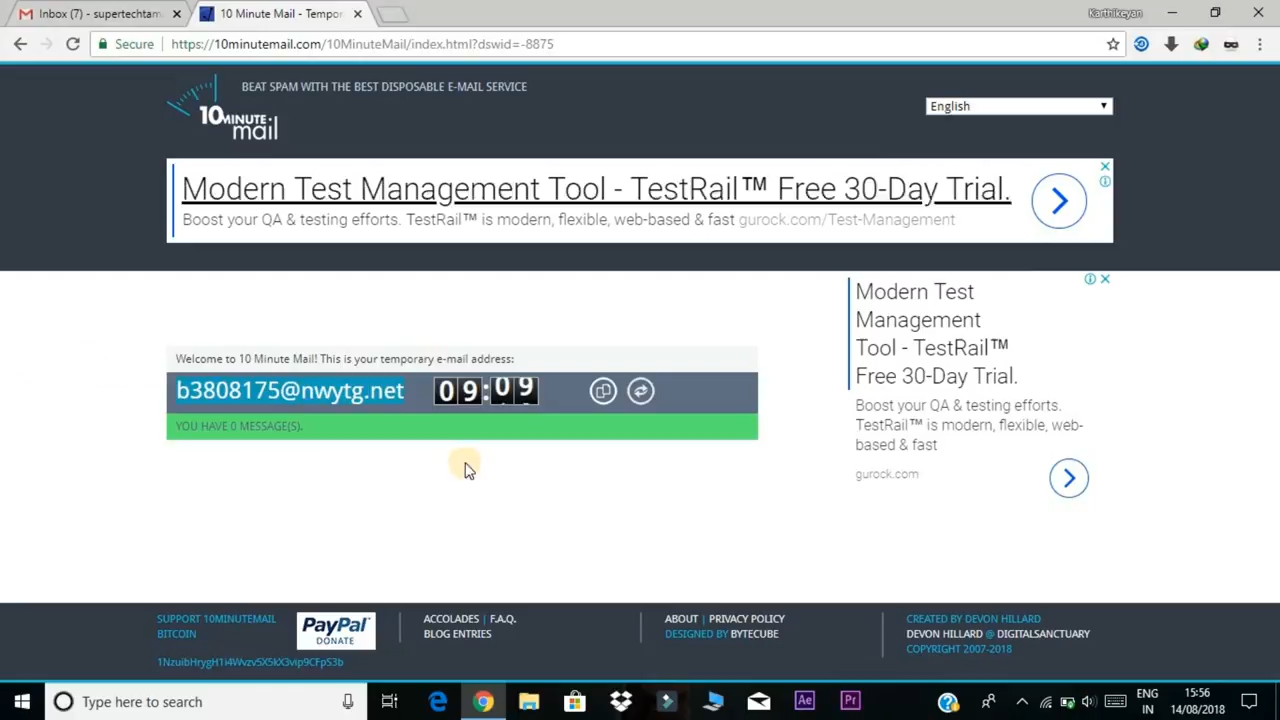 Inbox (7) - supertechtam
10 Minute Mail - Tempor
Karthikeyan
Secure
https://10minutemail.com/10MinuteMail/index.html?dswid=-8875
10 MINUTE
mail
BEAT SPAM WITH THE BEST DISPOSABLE E-MAIL SERVICE
English
Modern Test Management Tool - TestRail™ Free 30-Day Trial.
Boost your QA & testing efforts. TestRail™ is modern, flexible, web-based & fast gurock.com/Test-Management
Welcome to 10 Minute Mail! This is your temporary e-mail address:
b3808175@nwytg.net
09:09
YOU HAVE 0 MESSAGE(S).
Modern Test
Management
Tool - TestRail™
Free 30-Day Trial.
Boost your QA & testing efforts.
TestRail™ is modern, flexible, web-
based & fast
gurock.com
SUPPORT 10MINUTEMAIL
BITCOIN
PayPal
DONATE
ACCOLADES | F.A.Q.
BLOG ENTRIES
ABOUT | PRIVACY POLICY
DESIGNED BY BYTECUBE
CREATED BY DEVON HILLARD
DEVON HILLARD @ DIGITALSANCTUARY
COPYRIGHT 2007-2018
Type here to search
Ae
Pr
ENG
IN
15:56
14/08/2018